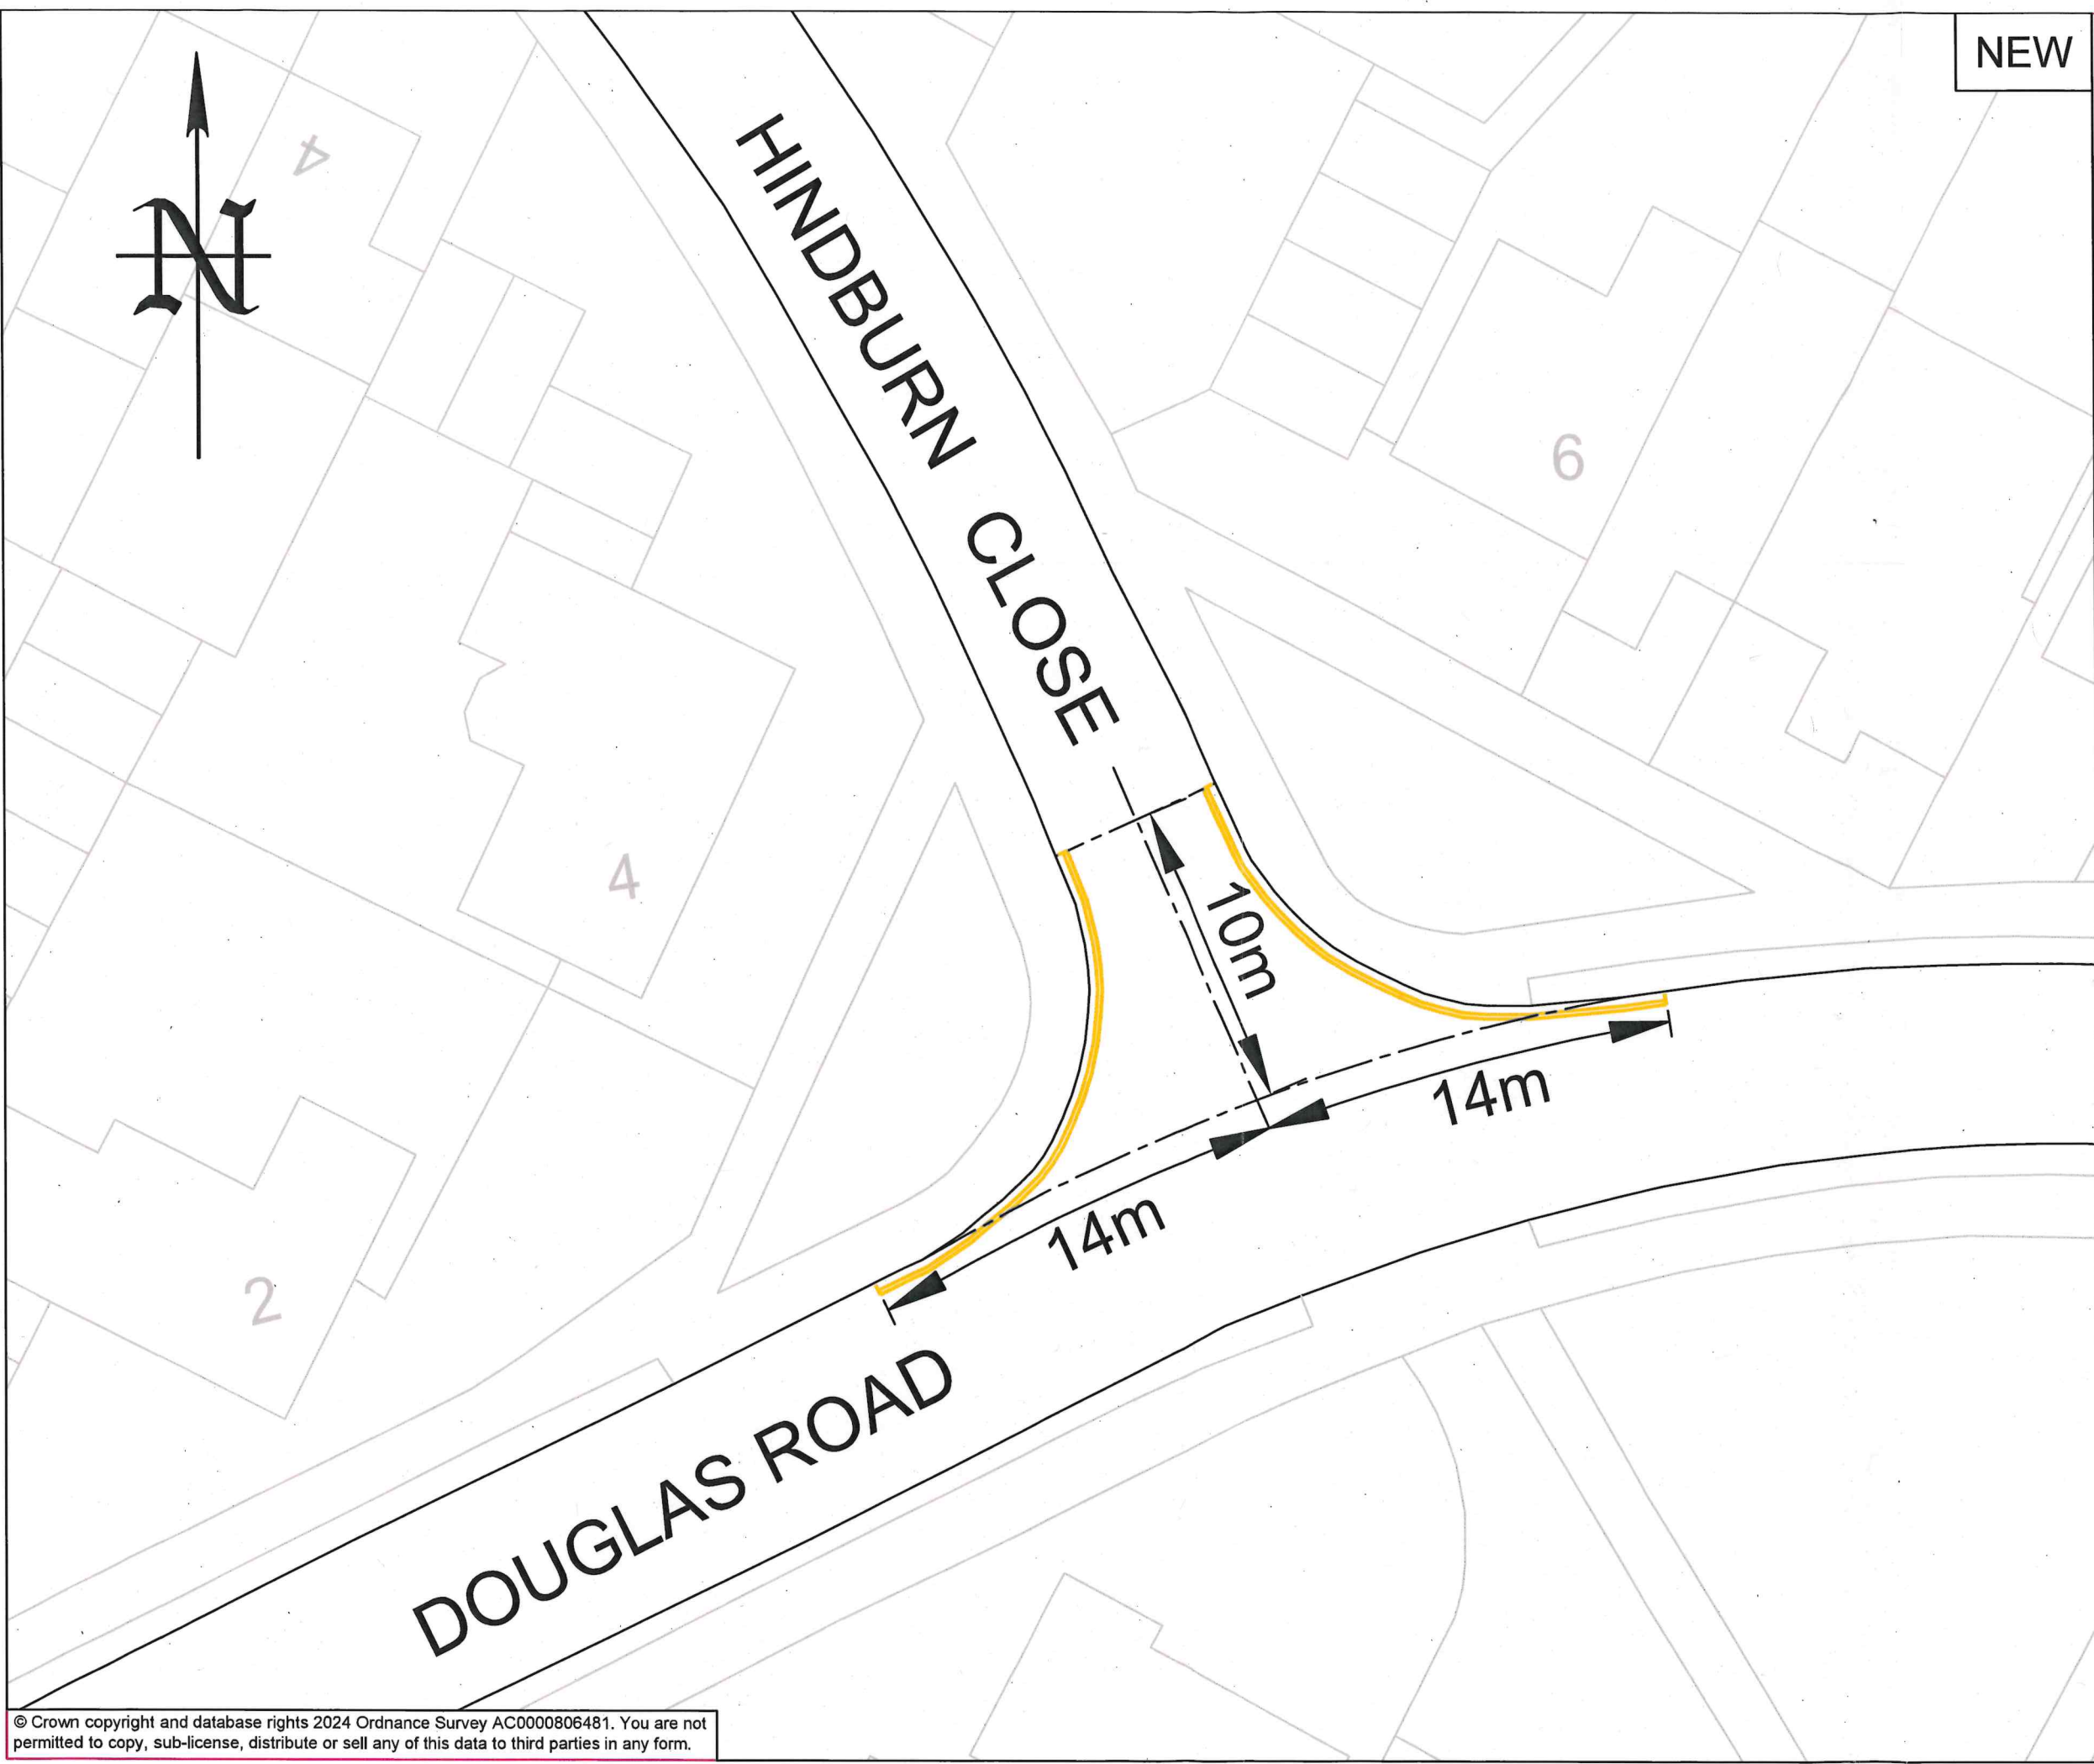 NEW
4
N
HINDBURN CLOSE
6
4
10m
14m
14m
2
DOUGLAS ROAD
© Crown copyright and database rights 2024 Ordnance Survey AC0000806481. You are not
permitted to copy, sub-license, distribute or sell any of this data to third parties in any form.